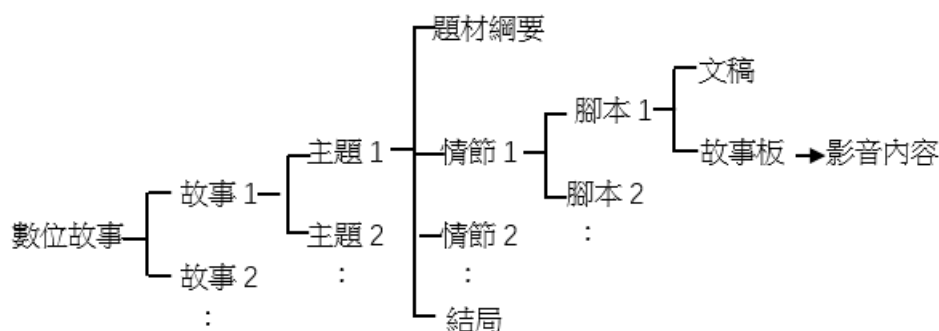 題材綱要
文稿
腳本 1
主題 1
情節 1
故事板
影音內容
故事 1
腳本 2
數位故事
主題 2
情節 2
:
故事 2
:
:
:
結局